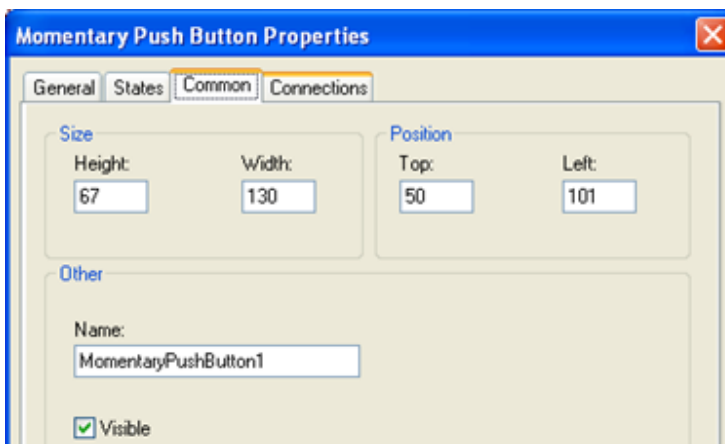 Momentary Push Button Properties
General States Common Connections
Size Position
Height: Width: Top: Left:
67 130 50 101
Other
Name:
MomentaryPushButton1
Visible